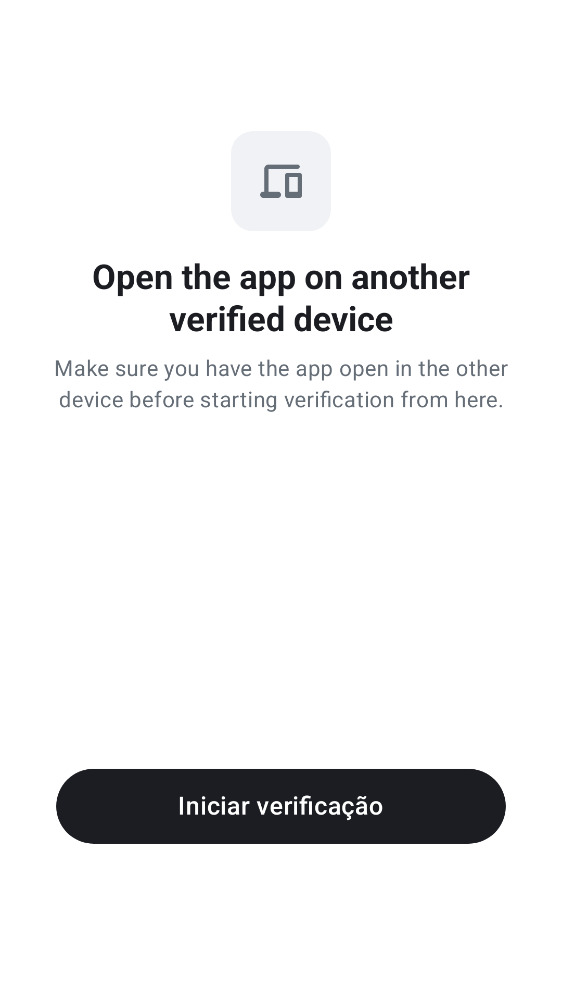 Open the app on another
verified device
Make sure you have the app open in the other
device before starting verification from here.
Iniciar verificação